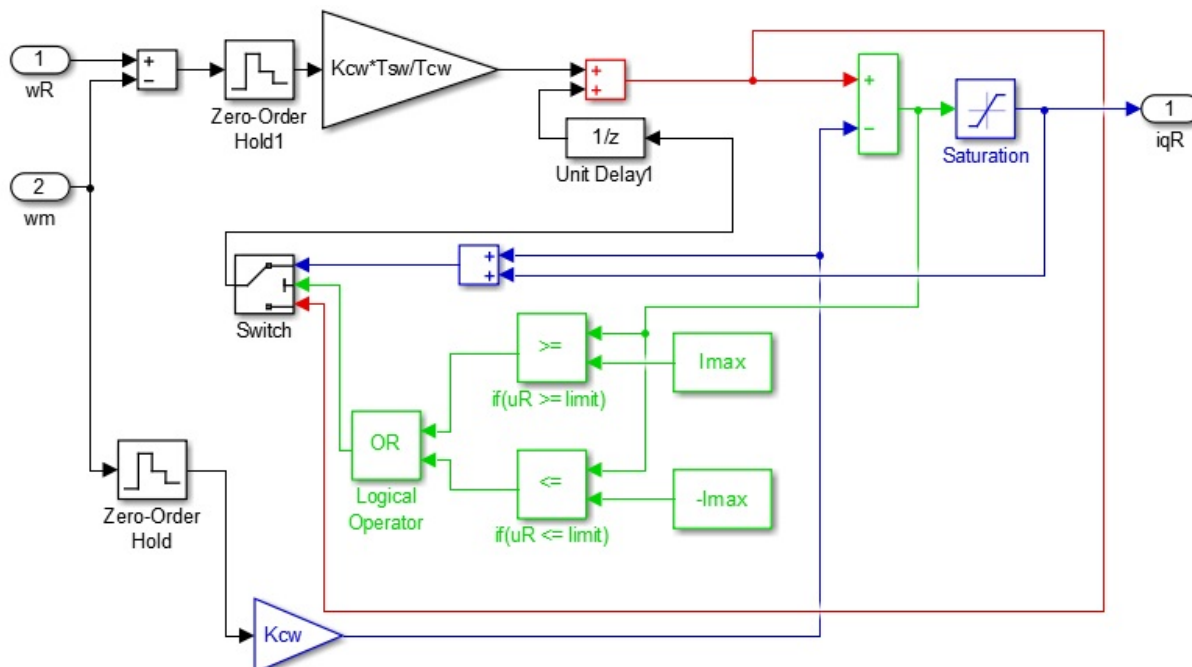 1
wR
+
−
Zero-Order
Hold1
Kcw*Tsw/Tcw
+
+
1/z
Unit Delay1
+
−
Saturation
1
iqR
2
wm
Switch
+
+
>=
if(uR >= limit)
Imax
OR
Logical
Operator
<=
if(uR <= limit)
-Imax
Zero-Order
Hold
Kcw